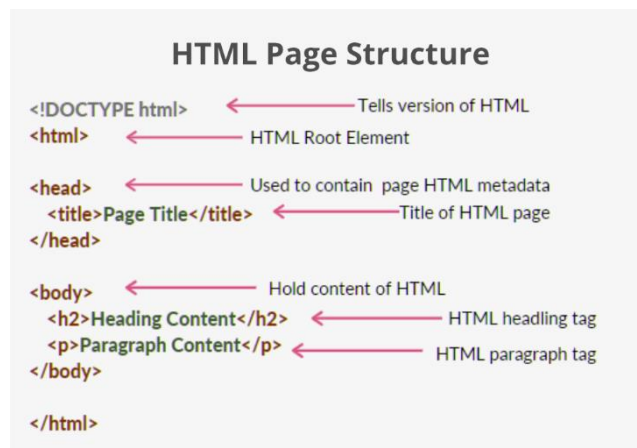 HTML Page Structure
<!DOCTYPE html> Tells version of HTML
<html> HTML Root Element
<head> Used to contain page HTML metadata
<title>Page Title</title> Title of HTML page
</head>
<body> Hold content of HTML
<h2>Heading Content</h2> HTML headling tag
<p>Paragraph Content</p> HTML paragraph tag
</body>
</html>